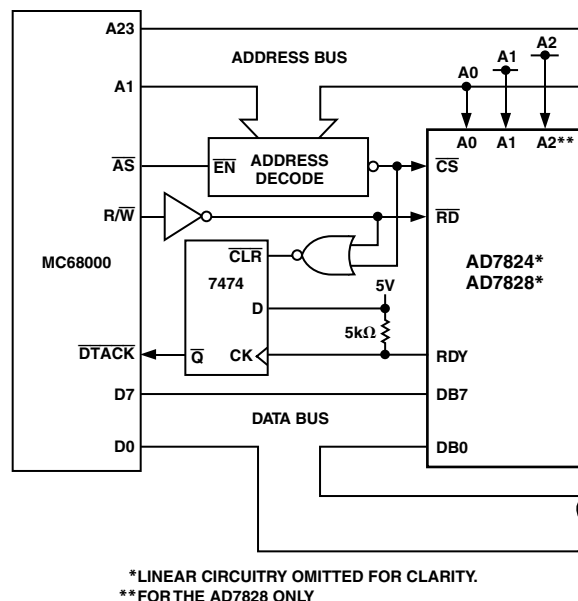 A23
ADDRESS BUS
A2
A1
A0
A1
A0 A1 A2**
AS
EN
ADDRESS
DECODE
CS
R/W
RD
MC68000
CLR
7474
AD7824*
AD7828*
5V
D
5kΩ
DTACK
Q
CK
RDY
D7
DB7
DATA BUS
D0
DB0
*LINEAR CIRCUITRY OMITTED FOR CLARITY.
**FOR THE AD7828 ONLY